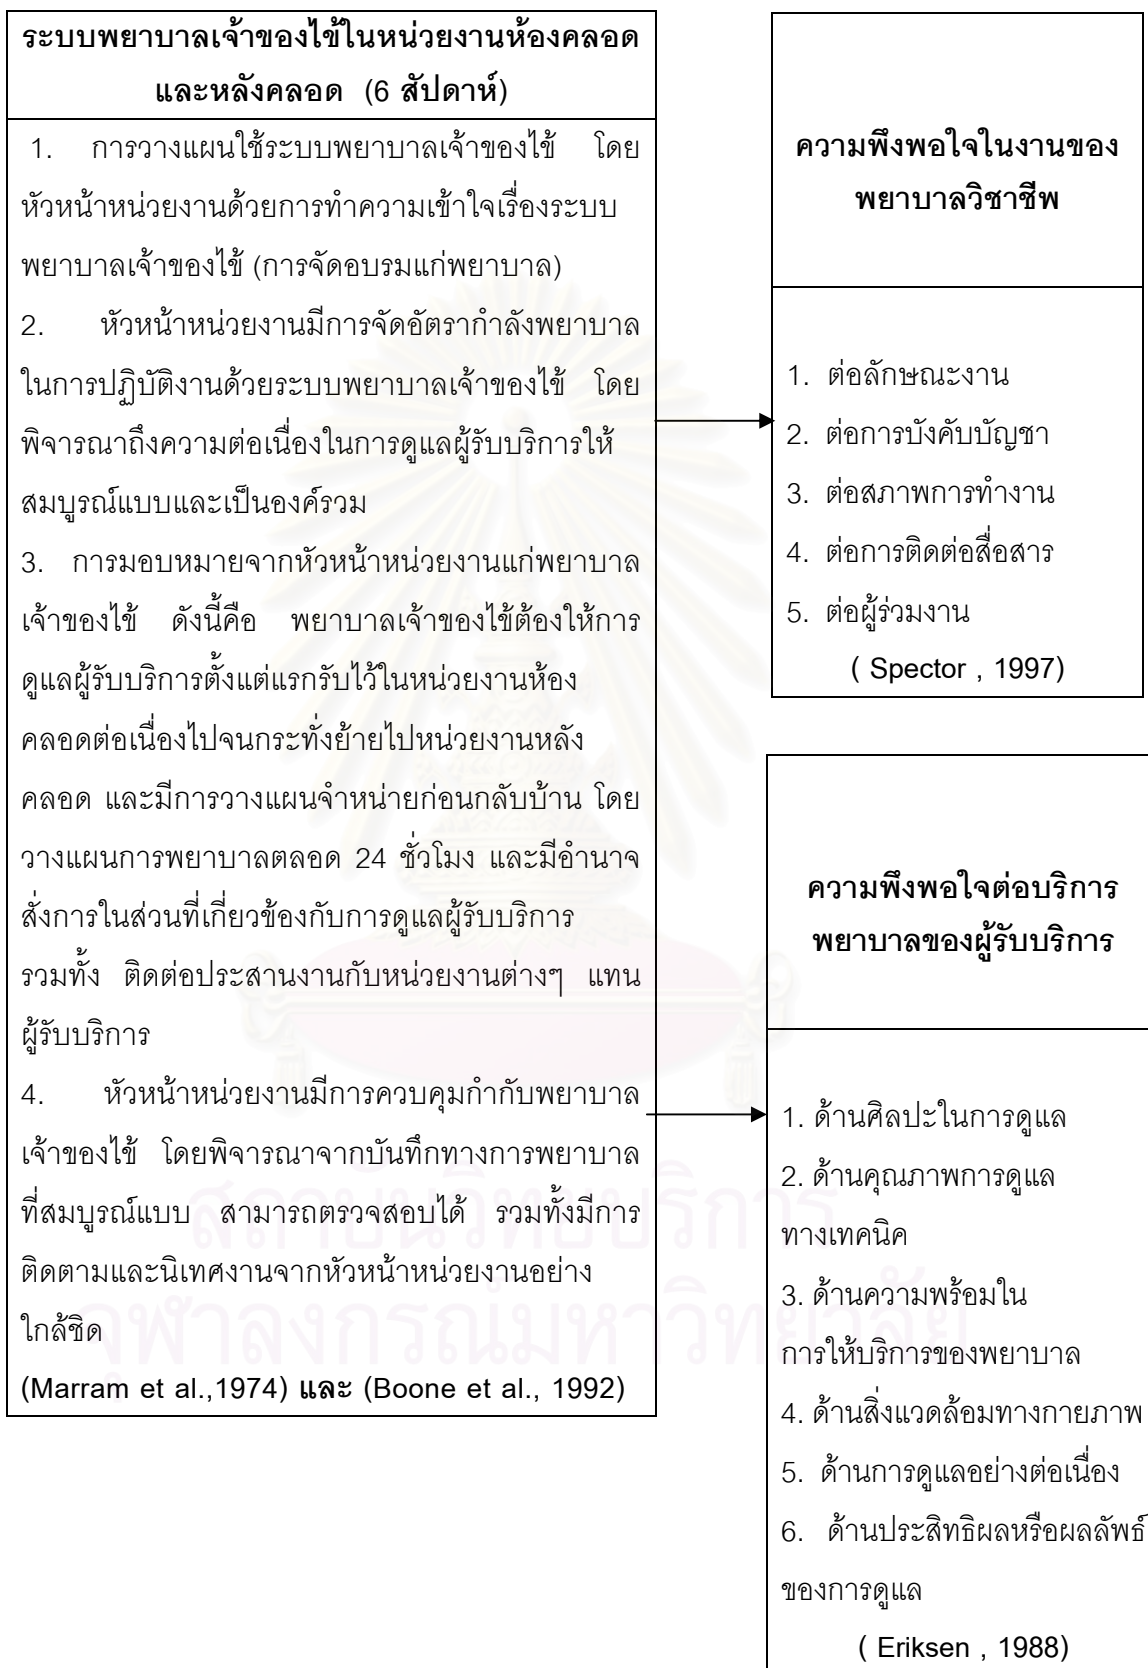 ระบบพยาบาลเจ้าของไข้ในหน่วยงานห้องคลอด
และหลังคลอด (6 สัปดาห์)
1. การวางแผนใช้ระบบพยาบาลเจ้าของไข้ โดย
หัวหน้าหน่วยงานด้วยการทำความเข้าใจเรื่องระบบ
พยาบาลเจ้าของไข้ (การจัดอบรมแก่พยาบาล)
2. หัวหน้าหน่วยงานมีการจัดอัตรากำลังพยาบาล
ในการปฏิบัติงานด้วยระบบพยาบาลเจ้าของไข้ โดย
พิจารณาถึงความต่อเนื่องในการดูแลผู้รับบริการให้
สมบูรณ์แบบและเป็นองค์รวม
3. การมอบหมายจากหัวหน้าหน่วยงานแก่พยาบาล
เจ้าของไข้ ดังนี้คือ พยาบาลเจ้าของไข้ต้องให้การ
ดูแลผู้รับบริการตั้งแต่แรกรับไว้ในหน่วยงานห้อง
คลอดต่อเนื่องไปจนกระทั่งย้ายไปหน่วยงานหลัง
คลอด และมีการวางแผนจำหน่ายก่อนกลับบ้าน โดย
วางแผนการพยาบาลตลอด 24 ชั่วโมง และมีอำนาจ
สั่งการในส่วนที่เกี่ยวข้องกับการดูแลผู้รับบริการ
รวมทั้ง ติดต่อประสานงานกับหน่วยงานต่างๆ แทน
ผู้รับบริการ
4. หัวหน้าหน่วยงานมีการควบคุมกำกับพยาบาล
เจ้าของไข้ โดยพิจารณาจากบันทึกทางการพยาบาล
ที่สมบูรณ์แบบ สามารถตรวจสอบได้ รวมทั้งมีการ
ติดตามและนิเทศงานจากหัวหน้าหน่วยงานอย่าง
ใกล้ชิด
(Marram et al.,1974) และ (Boone et al., 1992)
ความพึงพอใจในงานของ
พยาบาลวิชาชีพ
1. ต่อลักษณะงาน
2. ต่อการบังคับบัญชา
3. ต่อสภาพการทำงาน
4. ต่อการติดต่อสื่อสาร
5. ต่อผู้ร่วมงาน
( Spector , 1997)
ความพึงพอใจต่อบริการ
พยาบาลของผู้รับบริการ
1. ด้านศิลปะในการดูแล
2. ด้านคุณภาพการดูแล
ทางเทคนิค
3. ด้านความพร้อมใน
การให้บริการของพยาบาล
4. ด้านสิ่งแวดล้อมทางกายภาพ
5. ด้านการดูแลอย่างต่อเนื่อง
6. ด้านประสิทธิผลหรือผลลัพธ์
ของการดูแล
( Eriksen , 1988)
สถาบันวิทยบริการ
จุฬาลงกรณ์มหาวิทยาลัย